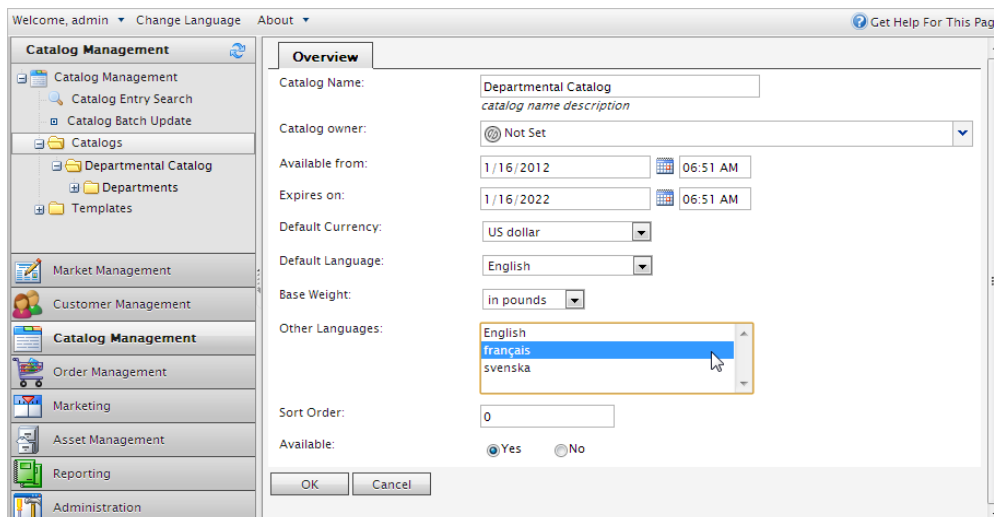 Welcome, admin Change Language About Get Help For This Pag
Catalog Management
Catalog Management
Catalog Entry Search
Catalog Batch Update
Catalogs
Departmental Catalog
Departments
Templates
Market Management
Customer Management
Catalog Management
Order Management
Marketing
Asset Management
Reporting
Administration
Overview
Catalog Name: Departmental Catalog
catalog name description
Catalog owner: Not Set
Available from: 1/16/2012 06:51 AM
Expires on: 1/16/2022 06:51 AM
Default Currency: US dollar
Default Language: English
Base Weight: in pounds
Other Languages: English
français
svenska
Sort Order: 0
Available: Yes No
OK Cancel